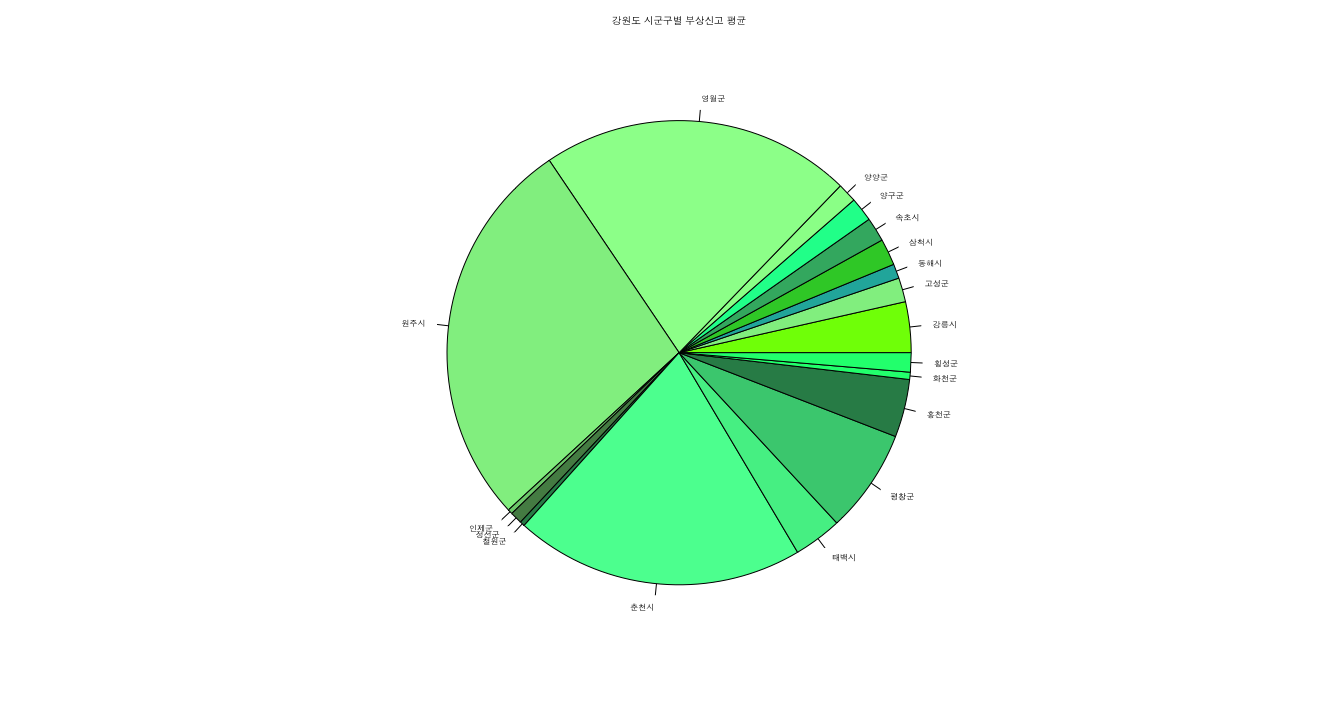 강원도 시군구별 부상신고 평균
영월군
양양군
양구군
속초시
삼척시
동해시
고성군
강릉시
원주시
횡성군
화천군
홍천군
평창군
인제군
정선군
철원군
태백시
춘천시